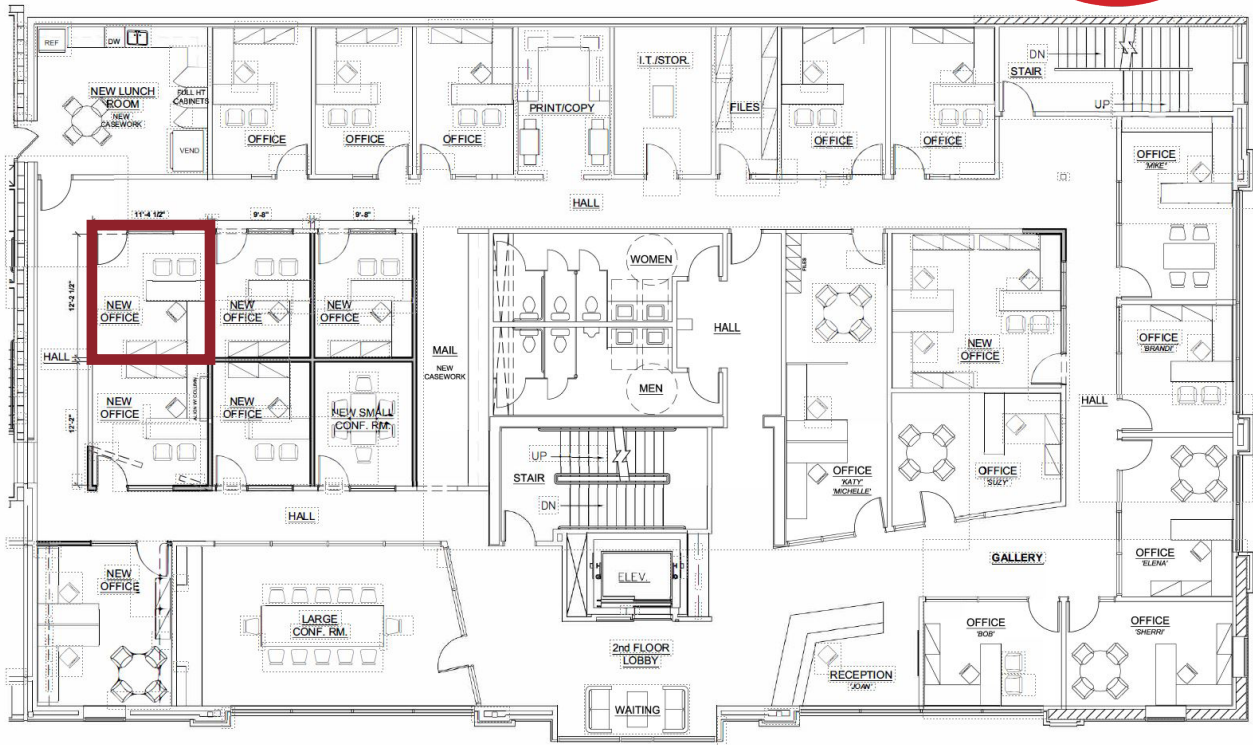 REF
DW
NEW LUNCH
ROOM
NEW
CASEWORK
FULL HT
CABINETS
VEND
OFFICE
OFFICE
OFFICE
PRINT/COPY
I.T./STOR.
FILES
OFFICE
OFFICE
DN
STAIR
UP
OFFICE
'MIKE'
HALL
11'-4 1/2"
9'-8"
9'-8"
12'-2 1/2"
NEW
OFFICE
NEW
OFFICE
NEW
OFFICE
HALL
12'-2"
NEW
OFFICE
ALIGN W/ COLUMN
NEW
OFFICE
NEW SMALL
CONF. RM.
MAIL
NEW
CASEWORK
WOMEN
MEN
HALL
FILES
NEW
OFFICE
OFFICE
'BRANDI'
HALL
UP
STAIR
DN
OFFICE
'KATY'
'MICHELLE'
OFFICE
'SUZY'
HALL
GALLERY
OFFICE
'ELENA'
NEW
OFFICE
LARGE
CONF. RM.
ELEV.
2nd FLOOR
LOBBY
WAITING
RECEPTION
'JOAN'
OFFICE
'BOB'
OFFICE
'SHERRI'